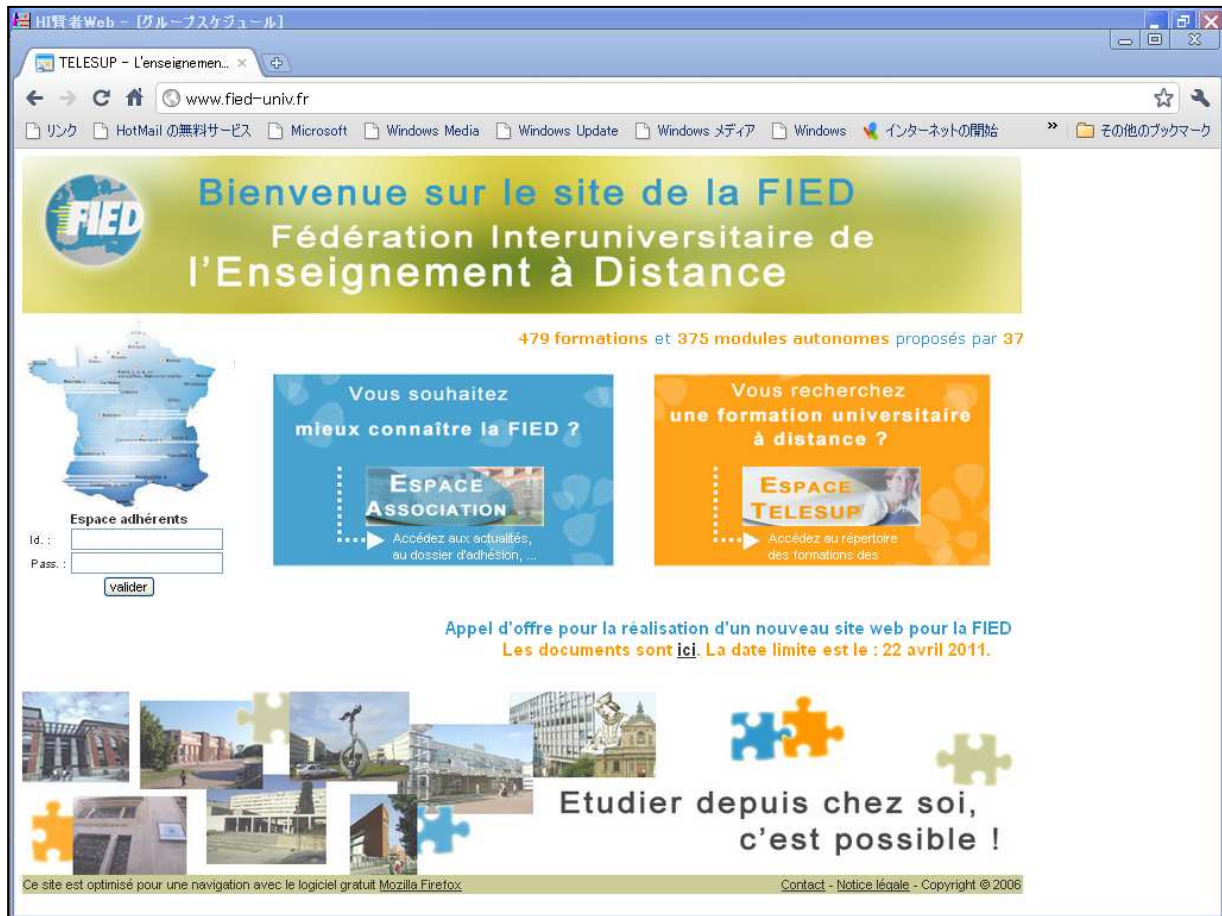 HI賢者Web - [グループスケジュール]
TELESUP - L'enseignemen...
www.fied-univ.fr
リンク HotMail の無料サービス Microsoft Windows Media Windows Update Windows メディア Windows インターネットの開始 » その他のブックマーク
FIED
Bienvenue sur le site de la FIED
Fédération Interuniversitaire de
l'Enseignement à Distance
479 formations et 375 modules autonomes proposés par 37
Vous souhaitez
mieux connaître la FIED ?
ESPACE
ASSOCIATION
Accédez aux actualités,
au dossier d'adhésion, ...
Vous recherchez
une formation universitaire
à distance ?
ESPACE
TELESUP
Accédez au répertoire
des formations des
Espace adhérents
Id. :
Pass. :
valider
Appel d'offre pour la réalisation d'un nouveau site web pour la FIED
Les documents sont ici. La date limite est le : 22 avril 2011.
Etudier depuis chez soi,
c'est possible !
Ce site est optimisé pour une navigation avec le logiciel gratuit Mozilla Firefox
Contact - Notice légale - Copyright © 2006